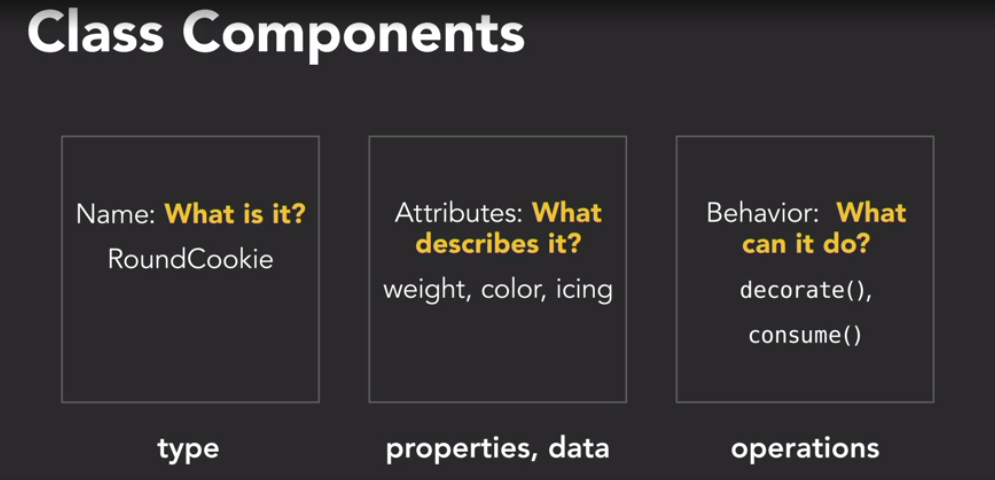 Class Components
Name: What is it?
RoundCookie
Attributes: What
describes it?
weight, color, icing
Behavior: What
can it do?
decorate(),
consume()
type
properties, data
operations